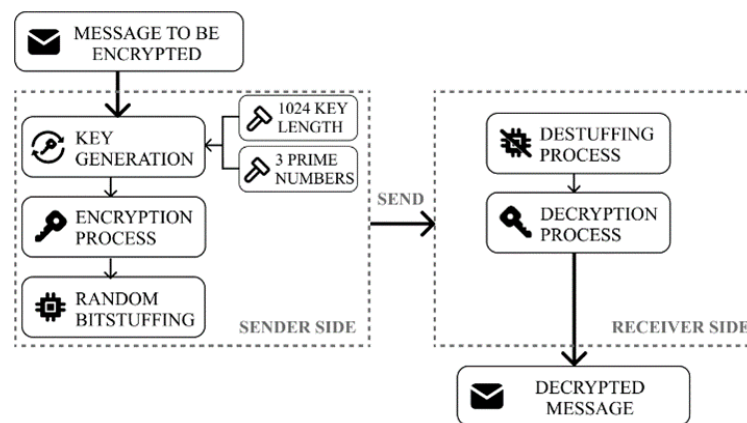 MESSAGE TO BE
ENCRYPTED
KEY
GENERATION
1024 KEY
LENGTH
3 PRIME
NUMBERS
ENCRYPTION
PROCESS
RANDOM
BITSTUFFING
SENDER SIDE
SEND
DESTUFFING
PROCESS
DECRYPTION
PROCESS
RECEIVER SIDE
DECRYPTED
MESSAGE